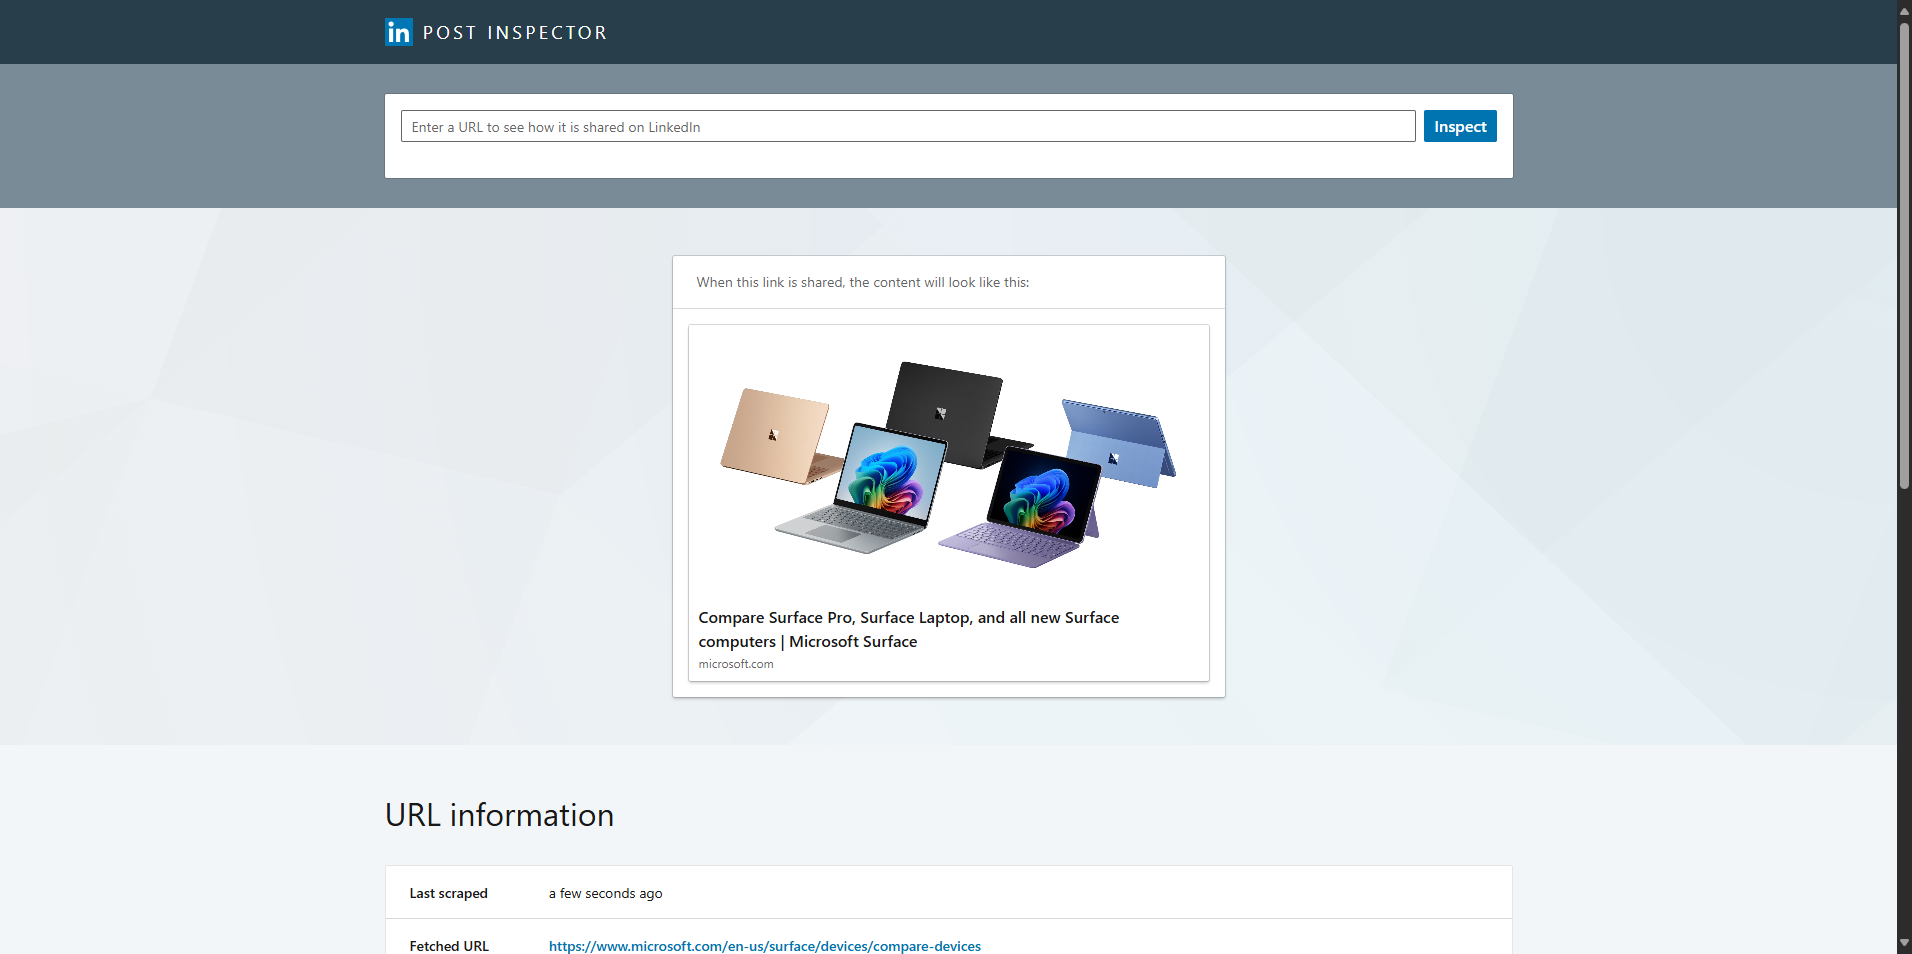 in POST INSPECTOR
Enter a URL to see how it is shared on LinkedIn
Inspect
When this link is shared, the content will look like this:
Compare Surface Pro, Surface Laptop, and all new Surface
computers | Microsoft Surface
microsoft.com
URL information
Last scraped a few seconds ago
Fetched URL https://www.microsoft.com/en-us/surface/devices/compare-devices